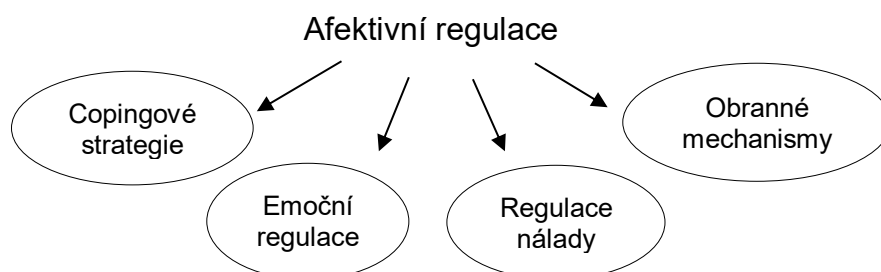 Afektivní regulace
Copingové
strategie
Emoční
regulace
Regulace
nálady
Obranné
mechanismy